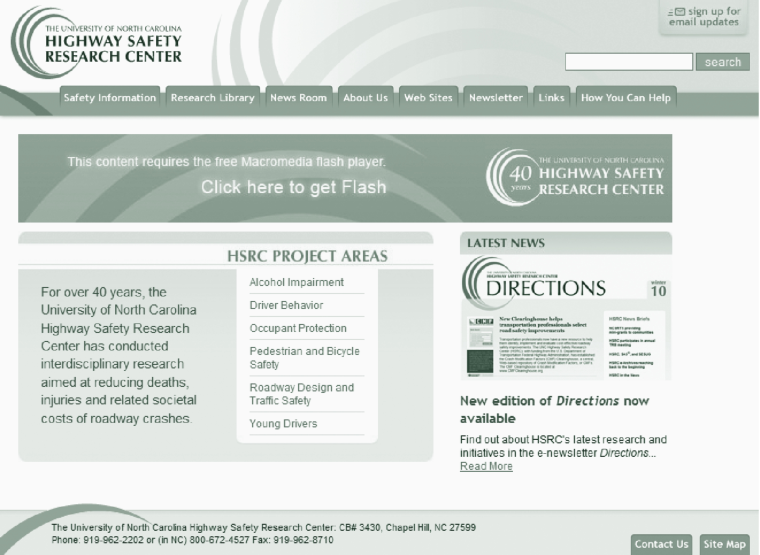 THE UNIVERSITY OF NORTH CAROLINA
HIGHWAY SAFETY
RESEARCH CENTER
sign up for
email updates
search
Safety Information
Research Library
News Room
About Us
Web Sites
Newsletter
Links
How You Can Help
This content requires the free Macromedia flash player.
Click here to get Flash
40
years
THE UNIVERSITY OF NORTH CAROLINA
HIGHWAY SAFETY
RESEARCH CENTER
HSRC PROJECT AREAS
For over 40 years, the
University of North Carolina
Highway Safety Research
Center has conducted
interdisciplinary research
aimed at reducing deaths,
injuries and related societal
costs of roadway crashes.
Alcohol Impairment
Driver Behavior
Occupant Protection
Pedestrian and Bicycle
Safety
Roadway Design and
Traffic Safety
Young Drivers
LATEST NEWS
DIRECTIONS
winter
10
New Clearinghouse helps
transportation professionals select
road safety improvements
HSRC News Briefs
New edition of Directions now
available
Find out about HSRC's latest research and
initiatives in the e-newsletter Directions...
Read More
The University of North Carolina Highway Safety Research Center: CB# 3430, Chapel Hill, NC 27599
Phone: 919-962-2202 or (in NC) 800-672-4527 Fax: 919-962-8710
Contact Us
Site Map